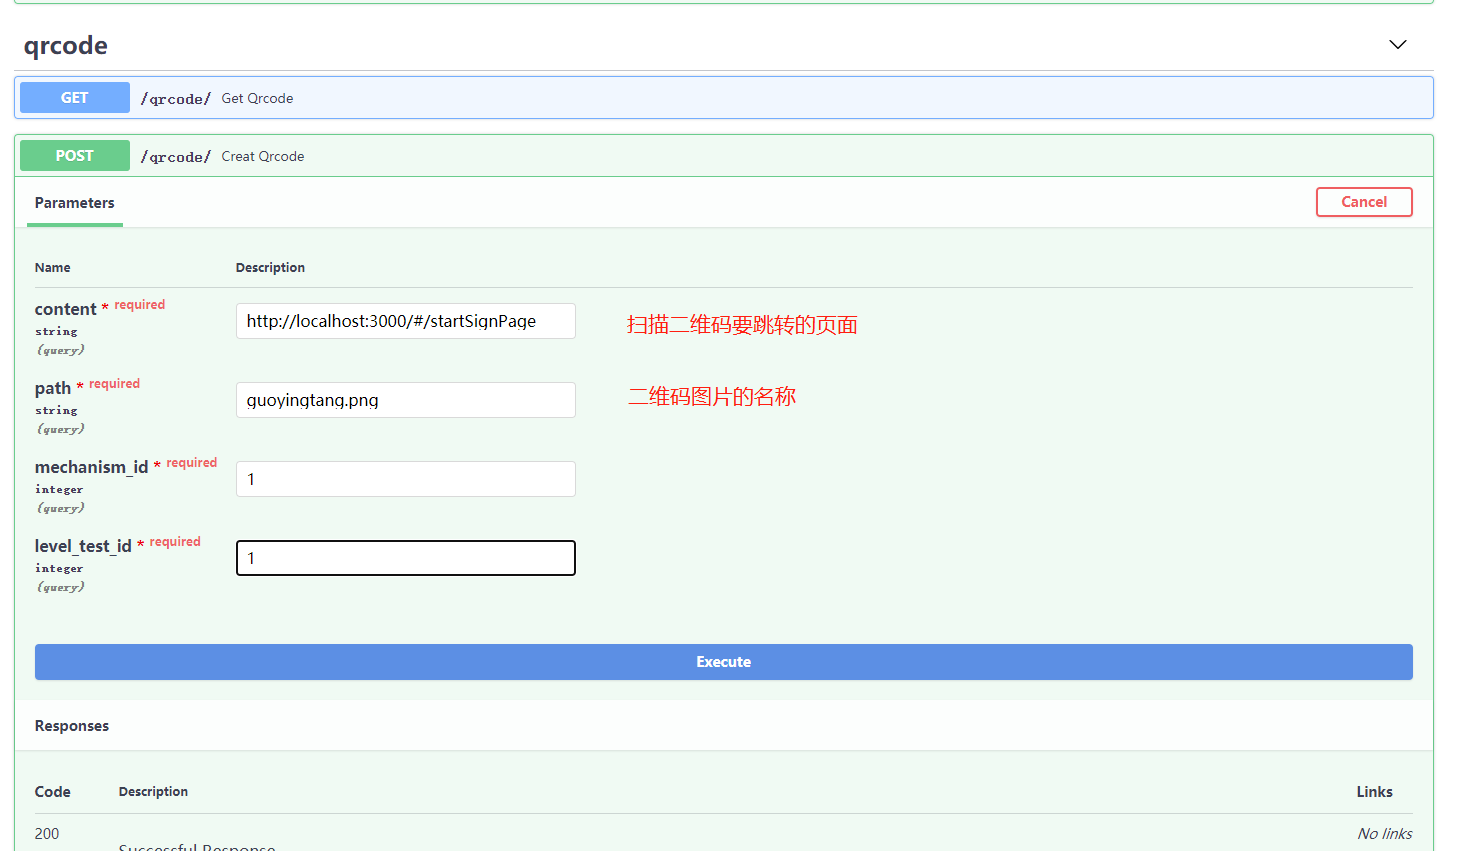 qrcode
GET /qrcode/ Get Qrcode
POST /qrcode/ Creat Qrcode
Parameters Cancel
Name Description
content * required
string
(query)
http://localhost:3000/#/startSignPage
扫描二维码要跳转的页面
path * required
string
(query)
guoyingtang.png
二维码图片的名称
mechanism_id * required
integer
(query)
1
level_test_id * required
integer
(query)
1
Execute
Responses
Code Description Links
200 No links
Successful Response